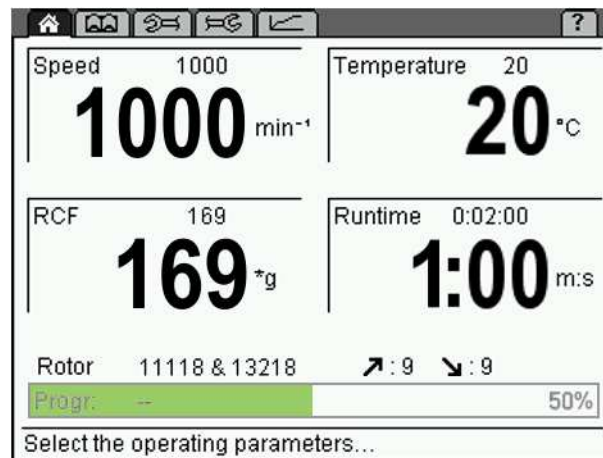 ?
Speed 1000
1000 min⁻¹
Temperature 20
20 °C
RCF 169
169 *g
Runtime 0:02:00
1:00 m:s
Rotor 11118 & 13218 ↗: 9 ↘: 9
Progr: -- 50%
Select the operating parameters...